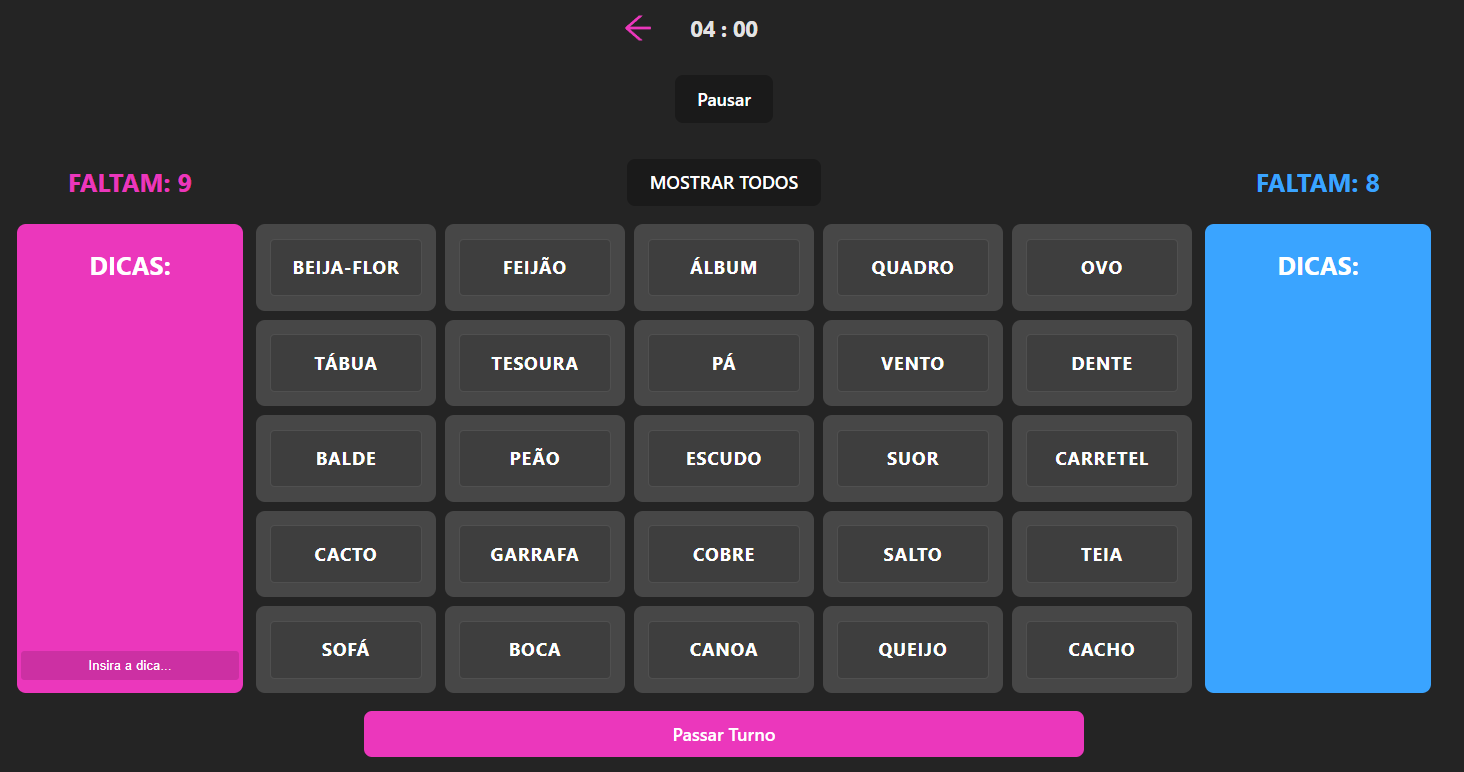 04 : 00
Pausar
FALTAM: 9
MOSTRAR TODOS
FALTAM: 8
DICAS:
BEIJA-FLOR
FEIJÃO
ÁLBUM
QUADRO
OVO
DICAS:
TÁBUA
TESOURA
PÁ
VENTO
DENTE
BALDE
PEÃO
ESCUDO
SUOR
CARRETEL
CACTO
GARRAFA
COBRE
SALTO
TEIA
SOFÁ
BOCA
CANOA
QUEIJO
CACHO
Insira a dica...
Passar Turno